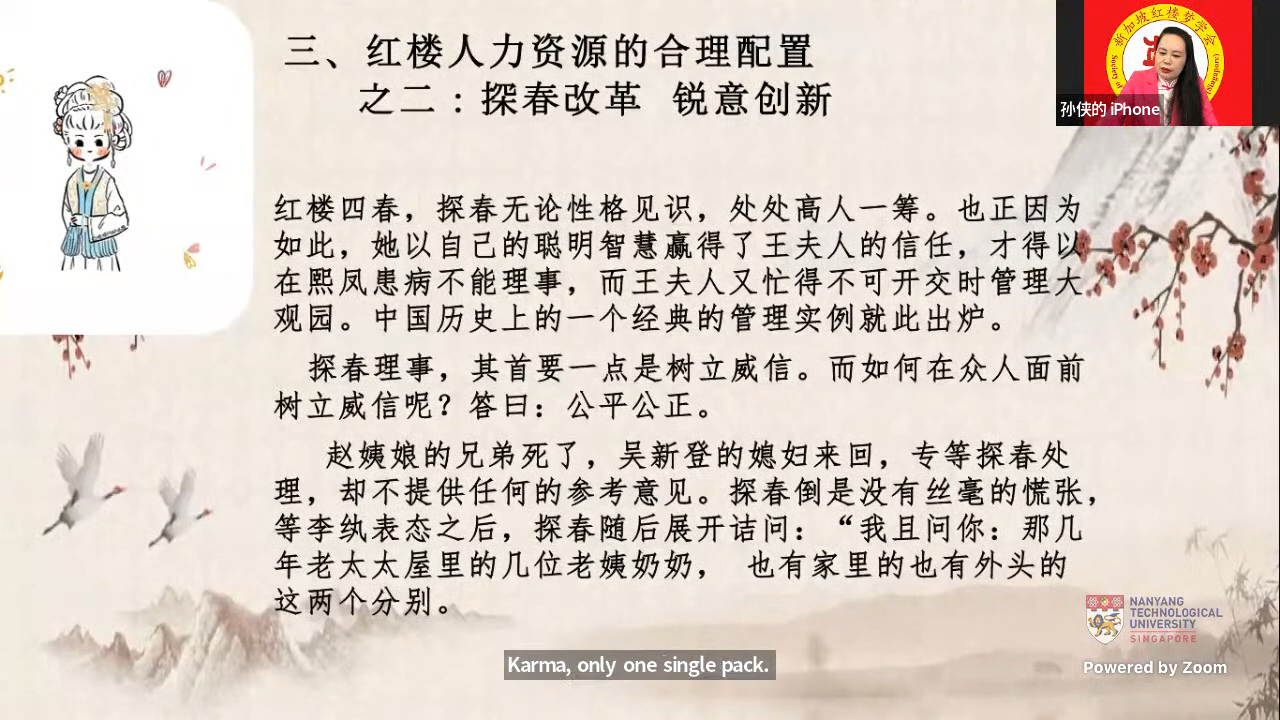 三、红楼人力资源的合理配置
之二：探春改革 锐意创新
新加坡红楼梦学会
孙侠的 iPhone
红楼四春，探春无论性格见识，处处高人一筹。也正因为
如此，她以自己的聪明智慧赢得了王夫人的信任，才得以
在熙凤患病不能理事，而王夫人又忙得不可开交时管理大
观园。中国历史上的一个经典的管理实例就此出炉。
探春理事，其首要一点是树立威信。而如何在众人面前
树立威信呢？答曰：公平公正。
赵姨娘的兄弟死了，吴新登的媳妇来回，专等探春处
理，却不提供任何的参考意见。探春倒是没有丝毫的慌张，
等李纨表态之后，探春随后展开诘问：“我且问你：那几
年老太太屋里的几位老姨奶奶， 也有家里的也有外头的
这两个分别。
NANYANG
TECHNOLOGICAL
UNIVERSITY
SINGAPORE
Karma, only one single pack.
Powered by Zoom